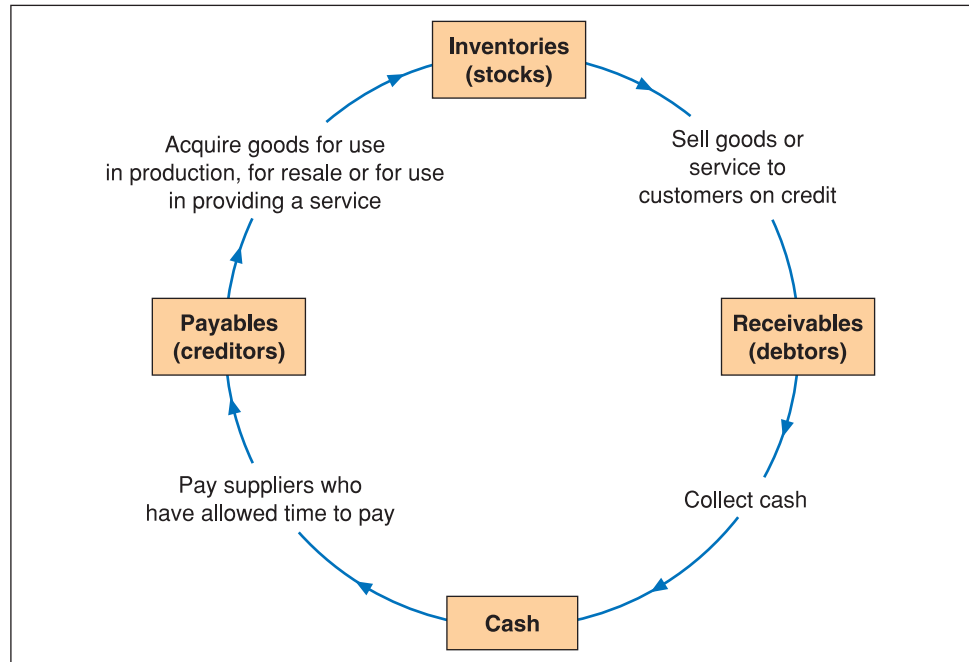 Inventories
(stocks)
Acquire goods for use
in production, for resale or for use
in providing a service
Sell goods or
service to
customers on credit
Payables
(creditors)
Receivables
(debtors)
Pay suppliers who
have allowed time to pay
Collect cash
Cash